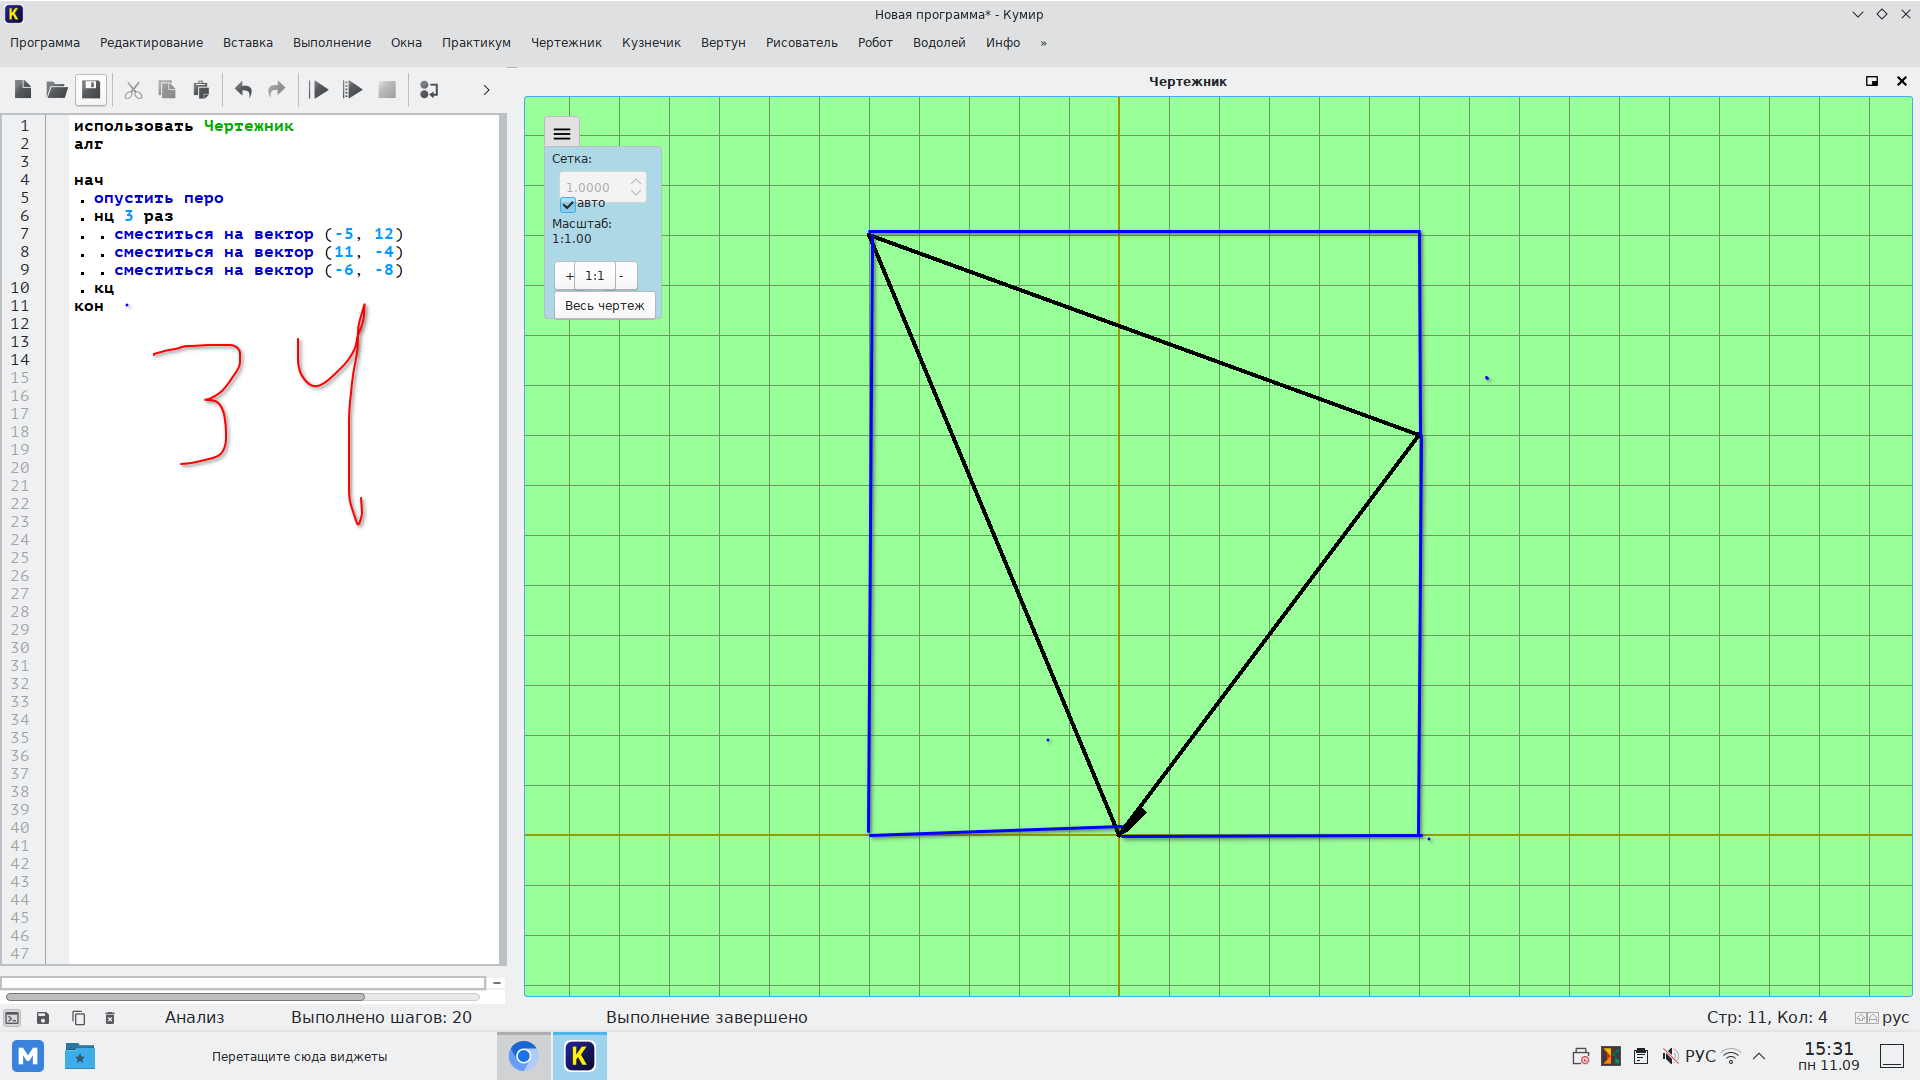 Новая программа* - Кумир
Программа Редактирование Вставка Выполнение Окна Практикум Чертежник Кузнечик Вертун Рисователь Робот Водолей Инфо »
Чертежник
1 использовать Чертежник
2 алг
3
4 нач
5 . опустить перо
6 . нц 3 раз
7 . . сместиться на вектор (-5, 12)
8 . . сместиться на вектор (11, -4)
9 . . сместиться на вектор (-6, -8)
10 . кц
11 кон
12
13
14
15
16
17
18
19
20
21
22
23
24
25
26
27
28
29
30
31
32
33
34
35
36
37
38
39
40
41
42
43
44
45
46
47
34
Сетка:
1.0000
авто
Масштаб:
1:1.00
+ 1:1 -
Весь чертеж
Анализ Выполнено шагов: 20 Выполнение завершено Стр: 11, Кол: 4 рус
M Перетащите сюда виджеты K РУС 15:31
пн 11.09